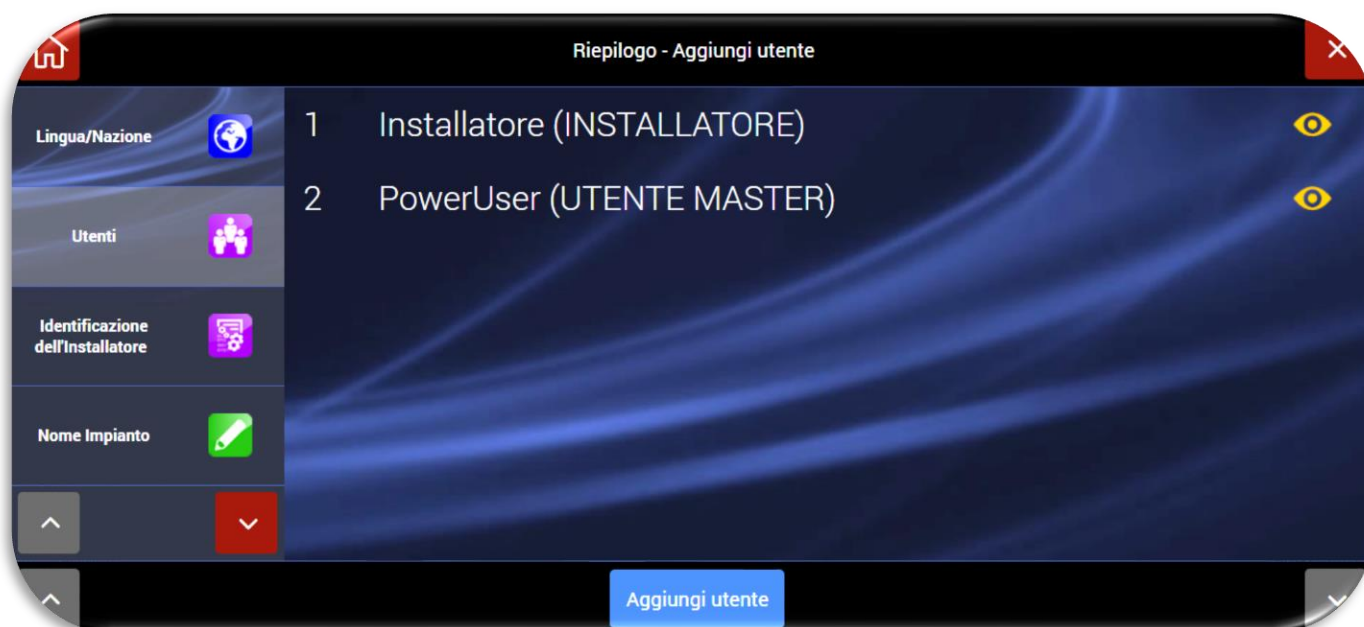 Riepilogo - Aggiungi utente
Lingua/Nazione
Utenti
Identificazione
dell'Installatore
Nome Impianto
1 Installatore (INSTALLATORE)
2 PowerUser (UTENTE MASTER)
Aggiungi utente